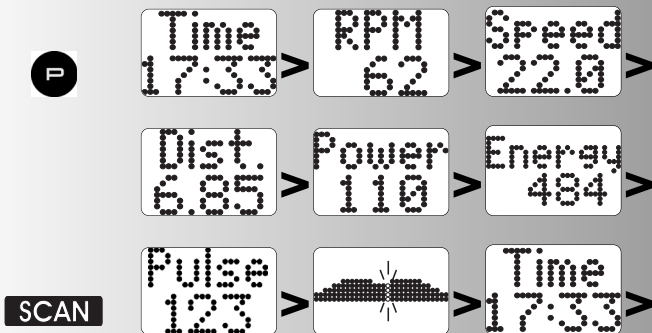 P
Time
17:33
RPM
62
Speed
22.0
Dist.
6.85
Power
110
Energy
484
Pulse
123
Time
17:33
SCAN